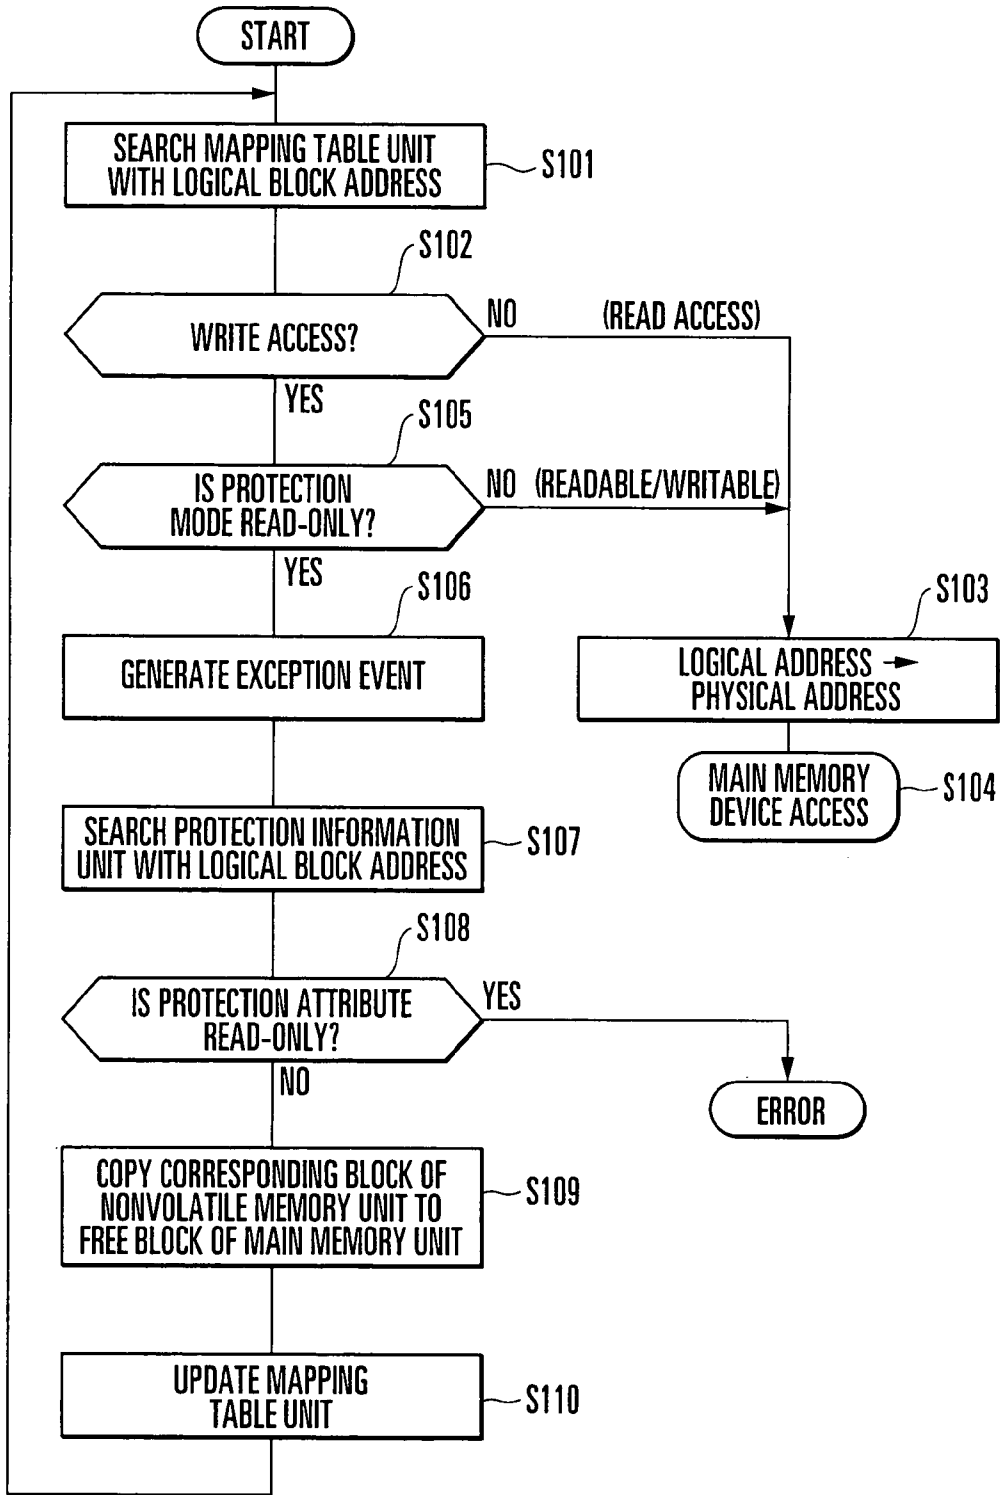 START
SEARCH MAPPING TABLE UNIT
WITH LOGICAL BLOCK ADDRESS
S101
S102
WRITE ACCESS?
NO (READ ACCESS)
YES
S105
IS PROTECTION
MODE READ-ONLY?
NO (READABLE/WRITABLE)
YES
S106
GENERATE EXCEPTION EVENT
S103
LOGICAL ADDRESS →
PHYSICAL ADDRESS
MAIN MEMORY
DEVICE ACCESS
S104
SEARCH PROTECTION INFORMATION
UNIT WITH LOGICAL BLOCK ADDRESS
S107
S108
IS PROTECTION ATTRIBUTE
READ-ONLY?
YES
NO
ERROR
COPY CORRESPONDING BLOCK OF
NONVOLATILE MEMORY UNIT TO
FREE BLOCK OF MAIN MEMORY UNIT
S109
UPDATE MAPPING
TABLE UNIT
S110